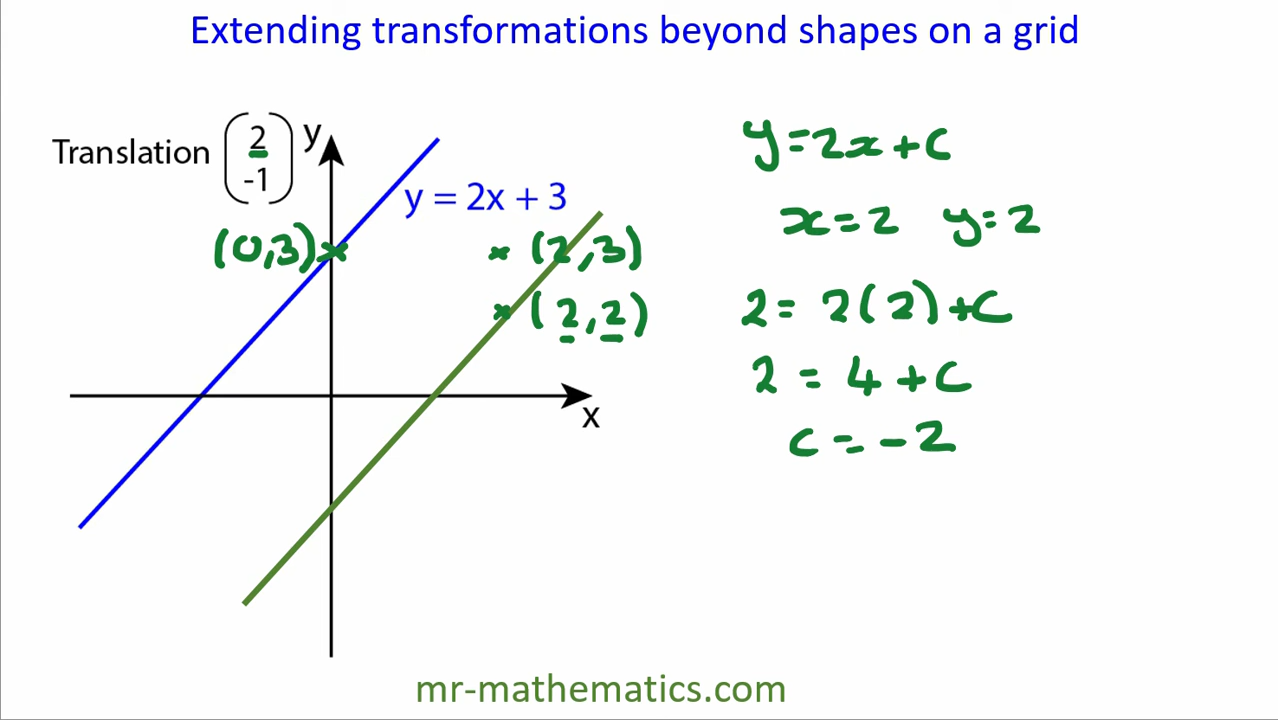 Extending transformations beyond shapes on a grid
Translation (2
-1)
y
y = 2x + 3
(0,3)×
× (2,3)
× (2,2)
x
y=2x+c
x=2 y=2
2= 2(2)+c
2 = 4 +c
c = -2
mr-mathematics.com